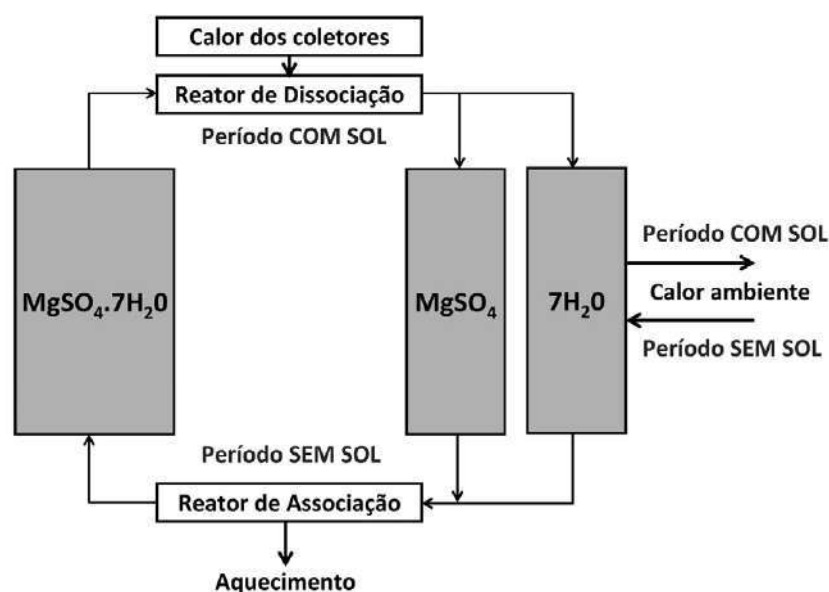 Calor dos coletores
Reator de Dissociação
Período COM SOL
MgSO₄.7H₂0
MgSO₄
7H₂0
Período COM SOL
Calor ambiente
Período SEM SOL
Período SEM SOL
Reator de Associação
Aquecimento